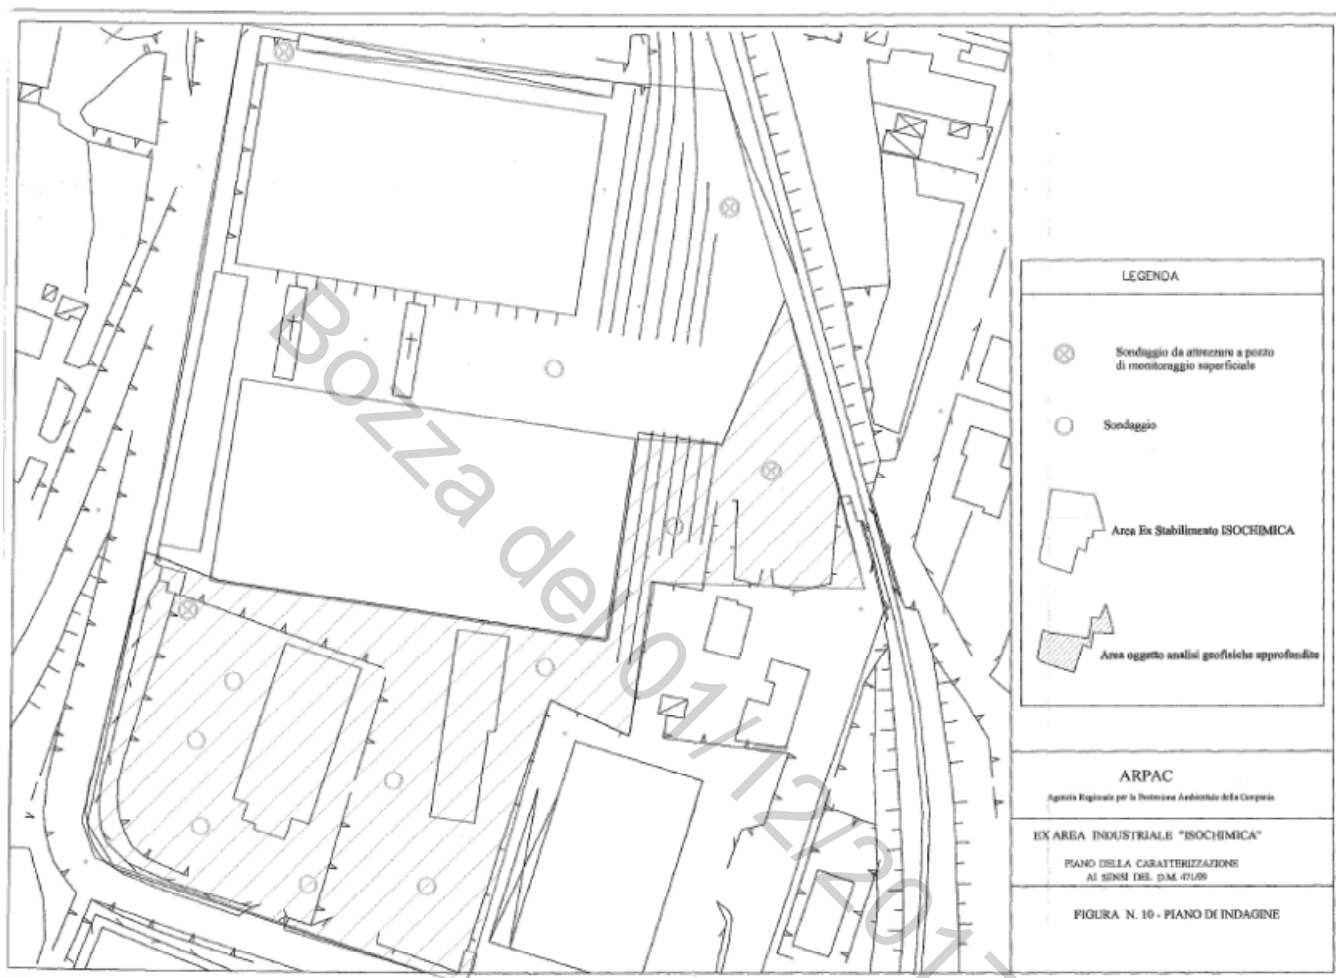 LEGENDA
Sondaggio da attrezzare a pozzo
di monitoraggio superficiale
Sondaggio
Area Ex Stabilimento ISOCHIMICA
Area oggetto analisi geofisiche approfondite
ARPAC
Agenzia Regionale per la Protezione Ambientale della Campania
EX AREA INDUSTRIALE "ISOCHIMICA"
PIANO DELLA CARATTERIZZAZIONE
AI SENSI DEL D.M. 471/99
FIGURA N. 10 - PIANO DI INDAGINE
Bozza del 01/12/2017